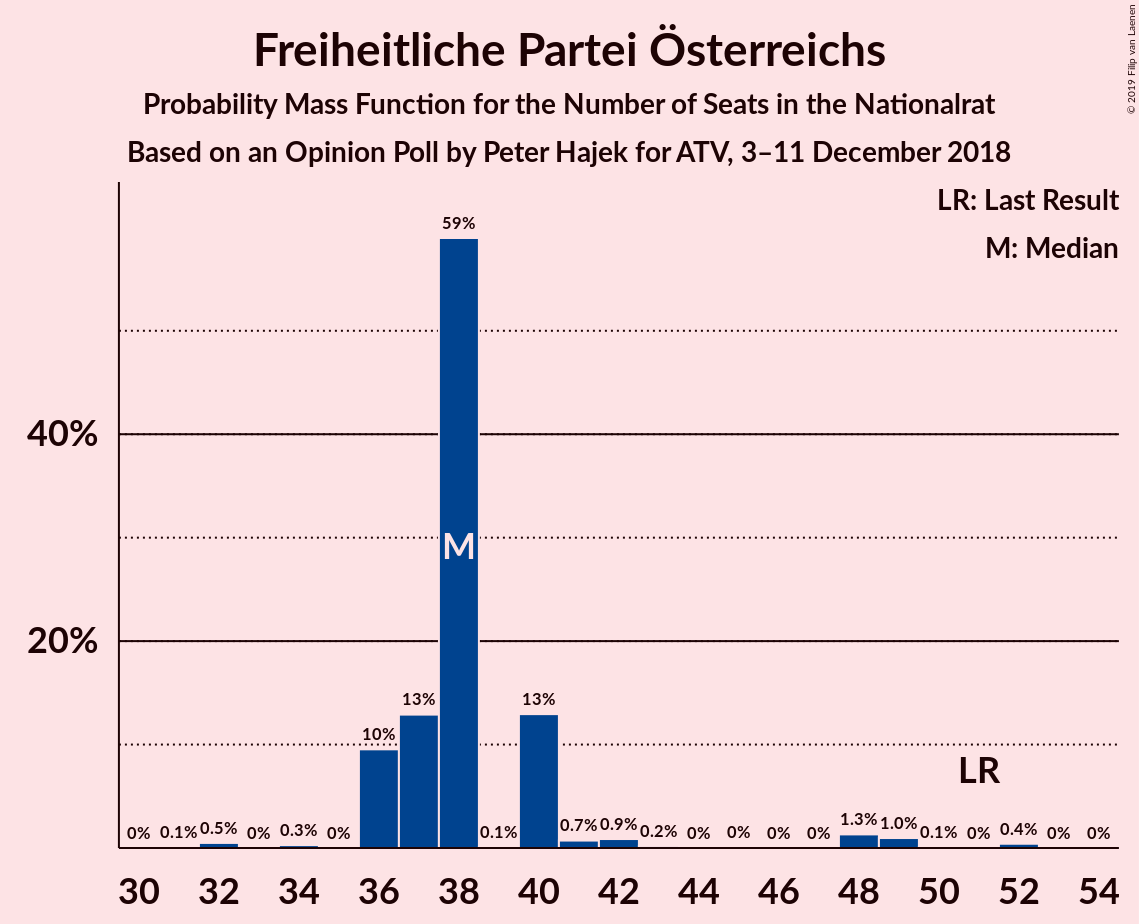 Freiheitliche Partei Österreichs
Probability Mass Function for the Number of Seats in the Nationalrat
Based on an Opinion Poll by Peter Hajek for ATV, 3–11 December 2018
© 2019 Filip van Laenen
LR: Last Result
M: Median
59%
40%
M
20%
13% 13%
10%
LR
0% 0.1% 0.5% 0% 0.3% 0% 0.1% 0.7% 0.9% 0.2% 0% 0% 0% 0% 1.3% 1.0% 0.1% 0% 0.4% 0% 0%
30 32 34 36 38 40 42 44 46 48 50 52 54